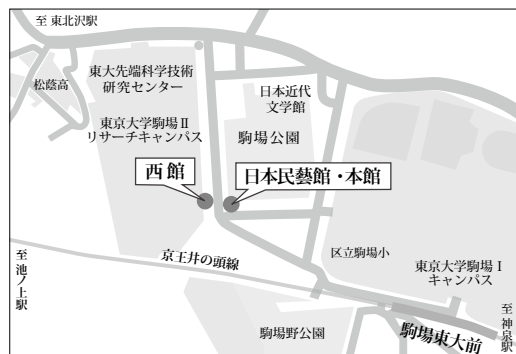 至 東北沢駅
松蔭高
東大先端科学技術
研究センター
日本近代
文学館
東京大学駒場Ⅱ
リサーチキャンパス
駒場公園
西館
日本民藝館・本館
京王井の頭線
区立駒場小
東京大学駒場Ⅰ
キャンパス
至 池ノ上駅
駒場野公園
駒場東大前
至 神泉駅